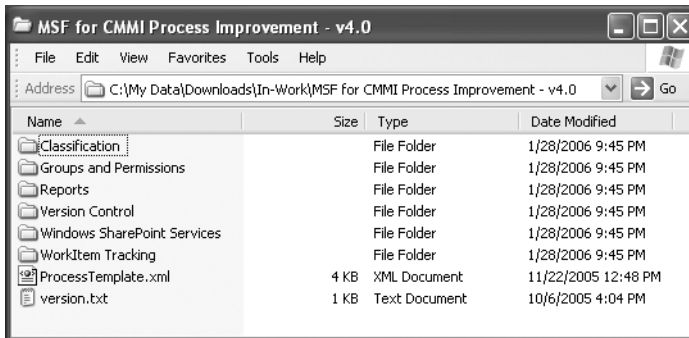 MSF for CMMI Process Improvement - v4.0
File Edit View Favorites Tools Help
Address C:\My Data\Downloads\In-Work\MSF for CMMI Process Improvement - v4.0 Go
Name Size Type Date Modified
Classification File Folder 1/28/2006 9:45 PM
Groups and Permissions File Folder 1/28/2006 9:45 PM
Reports File Folder 1/28/2006 9:45 PM
Version Control File Folder 1/28/2006 9:45 PM
Windows SharePoint Services File Folder 1/28/2006 9:45 PM
WorkItem Tracking File Folder 1/28/2006 9:45 PM
ProcessTemplate.xml 4 KB XML Document 11/22/2005 12:48 PM
version.txt 1 KB Text Document 10/6/2005 4:04 PM